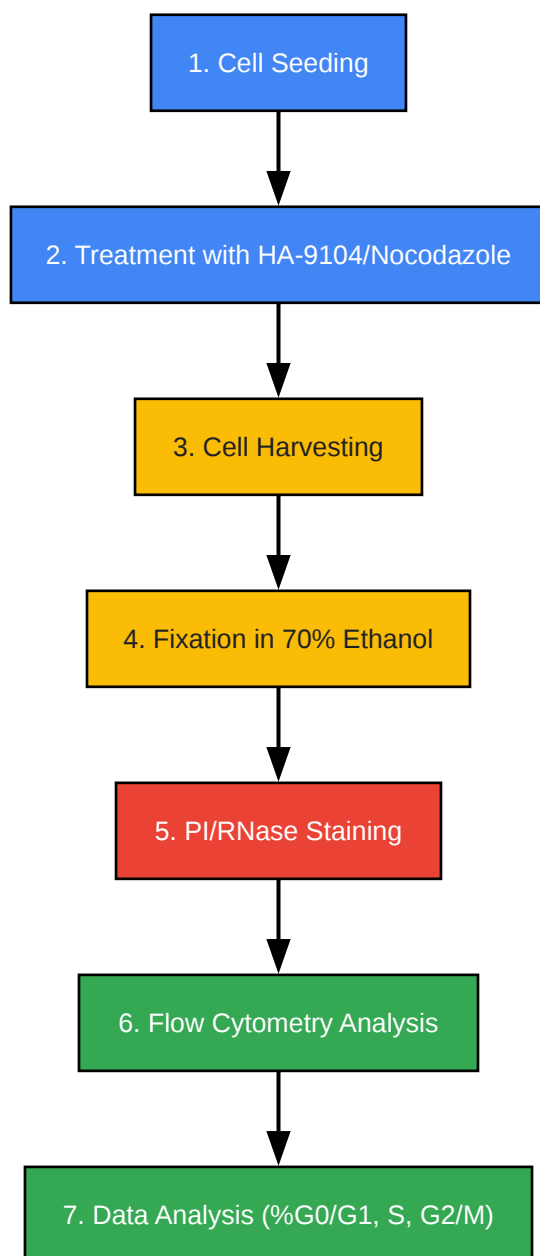 1. Cell Seeding
2. Treatment with HA-9104/Nocodazole
3. Cell Harvesting
4. Fixation in 70% Ethanol
5. PI/RNase Staining
6. Flow Cytometry Analysis
7. Data Analysis (%G0/G1, S, G2/M)